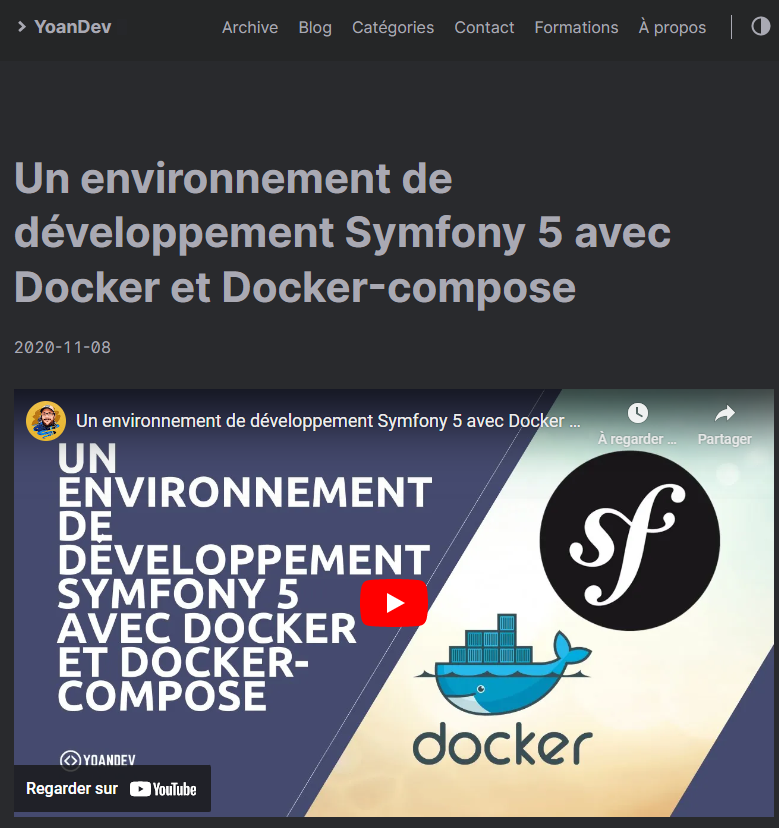 YoanDev Archive Blog Catégories Contact Formations À propos
Un environnement de
développement Symfony 5 avec
Docker et Docker-compose
2020-11-08
Un environnement de développement Symfony 5 avec Docker ...
À regarder ... Partager
UN
ENVIRONNEMENT
DE
DÉVELOPPEMENT
SYMFONY 5
AVEC DOCKER
ET DOCKER-
COMPOSE
sf
docker
YOANDEV
Regarder sur YouTube